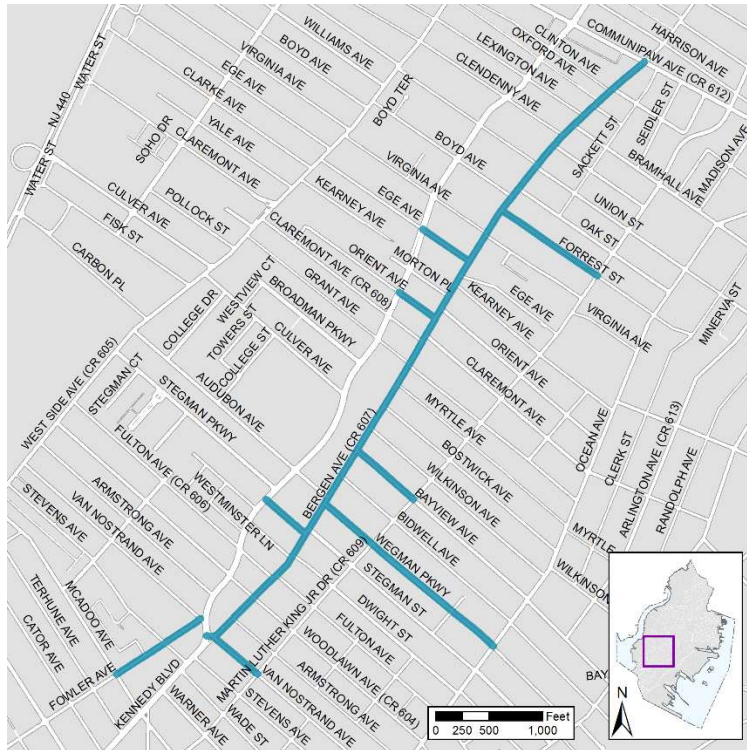 WILLIAMS AVE
BOYD AVE
VIRGINIA AVE
EGE AVE
CLARKE AVE
YALE AVE
SOHO DR
CLAREMONT AVE
NJ 440
WATER ST
WATER ST
CULVER AVE
FISK ST
POLLOCK ST
CARBON PL
BOYD TER
CLINTON AVE
OXFORD AVE
LEXINGTON AVE
CLENDENNY AVE
COMMUNIPAW AVE (CR 612)
HARRISON AVE
SEIDLER ST
SACKETT ST
MADISON AVE
BRAMHALL AVE
BOYD AVE
VIRGINIA AVE
EGE AVE
KEARNEY AVE
CLAREMONT AVE (CR 608)
ORIENT AVE
MORTON PL
UNION ST
OAK ST
FORREST ST
MINERVA ST
VIRGINIA AVE
EGE AVE
KEARNEY AVE
ORIENT AVE
CLAREMONT AVE
GRANT AVE
BROADMAN PKWY
WESTVIEW CT
COLLEGE DR
TOWERS ST
COLLEGE ST
CULVER AVE
AUDUBON AVE
STEGMAN PKWY
STEGMAN CT
WEST SIDE AVE (CR 605)
FULTON AVE (CR 606)
WESTMINSTER LN
BERGEN AVE (CR 607)
MYRTLE AVE
BOSTWICK AVE
WILKINSON AVE
BAYVIEW AVE
BIDWELL AVE
WEGMAN PKWY
STEGMAN ST
DWIGHT ST
FULTON AVE
WOODLAWN AVE (CR 604)
ARMSTRONG AVE
VAN NOSTRAND AVE
STEVENS AVE
WADE ST
WARNER AVE
MARTIN LUTHER KING JR DR (CR 609)
OCEAN AVE
CLERK ST
ARLINGTON AVE (CR 613)
RANDOLPH AVE
MYRTLE
WILKINSON
BAY
ARMSTRONG AVE
VAN NOSTRAND AVE
STEVENS AVE
MCADOO AVE
TERHUNE AVE
CATOR AVE
FOWLER AVE
KENNEDY BLVD
N
Feet
0 250 500 1,000